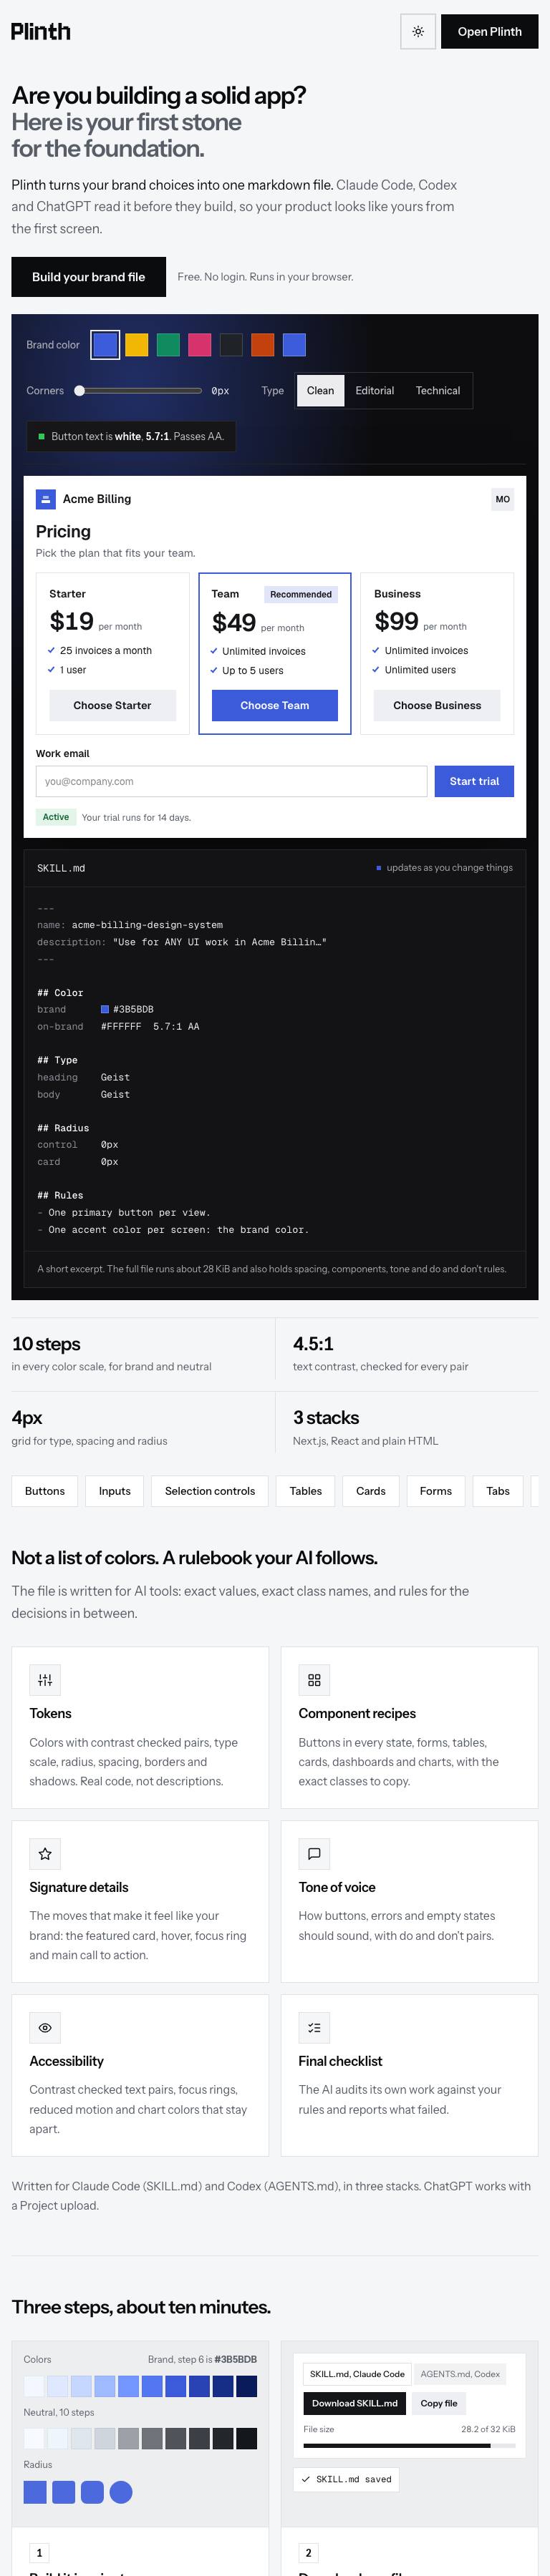 Plinth
Open Plinth
Are you building a solid app?
Here is your first stone
for the foundation.
Plinth turns your brand choices into one markdown file. Claude Code, Codex
and ChatGPT read it before they build, so your product looks like yours from
the first screen.
Build your brand file
Free. No login. Runs in your browser.
Brand color
Corners
0px
Type
Clean
Editorial
Technical
Button text is white, 5.7:1. Passes AA.
Acme Billing
MO
Pricing
Pick the plan that fits your team.
Starter
$19 per month
25 invoices a month
1 user
Choose Starter
Team
Recommended
$49 per month
Unlimited invoices
Up to 5 users
Choose Team
Business
$99 per month
Unlimited invoices
Unlimited users
Choose Business
Work email
you@company.com
Start trial
Active
Your trial runs for 14 days.
SKILL.md
updates as you change things
---
name: acme-billing-design-system
description: "Use for ANY UI work in Acme Billin…"
---
## Color
brand #3B5BDB
on-brand #FFFFFF 5.7:1 AA
## Type
heading Geist
body Geist
## Radius
control 0px
card 0px
## Rules
- One primary button per view.
- One accent color per screen: the brand color.
A short excerpt. The full file runs about 28 KiB and also holds spacing, components, tone and do and don't rules.
10 steps
in every color scale, for brand and neutral
4.5:1
text contrast, checked for every pair
4px
grid for type, spacing and radius
3 stacks
Next.js, React and plain HTML
Buttons
Inputs
Selection controls
Tables
Cards
Forms
Tabs
Not a list of colors. A rulebook your AI follows.
The file is written for AI tools: exact values, exact class names, and rules for the
decisions in between.
Tokens
Colors with contrast checked pairs, type
scale, radius, spacing, borders and
shadows. Real code, not descriptions.
Component recipes
Buttons in every state, forms, tables,
cards, dashboards and charts, with the
exact classes to copy.
Signature details
The moves that make it feel like your
brand: the featured card, hover, focus ring
and main call to action.
Tone of voice
How buttons, errors and empty states
should sound, with do and don't pairs.
Accessibility
Contrast checked text pairs, focus rings,
reduced motion and chart colors that stay
apart.
Final checklist
The AI audits its own work against your
rules and reports what failed.
Written for Claude Code (SKILL.md) and Codex (AGENTS.md), in three stacks. ChatGPT works with
a Project upload.
Three steps, about ten minutes.
Colors
Brand, step 6 is #3B5BDB
Neutral, 10 steps
Radius
1
SKILL.md, Claude Code
AGENTS.md, Codex
Download SKILL.md
Copy file
File size
28.2 of 32 KiB
SKILL.md saved
2